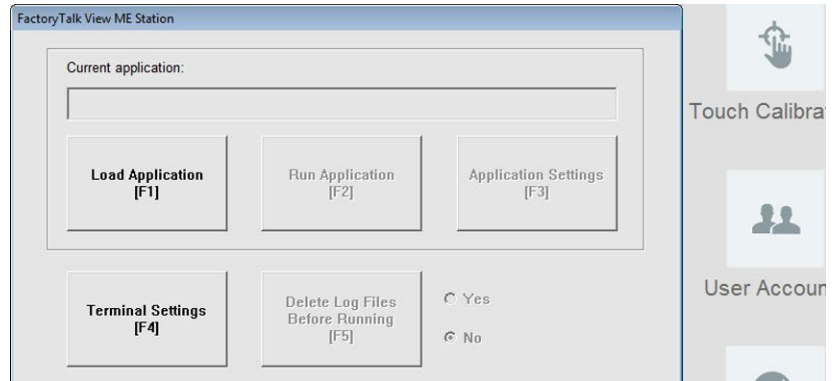 FactoryTalk View ME Station
Current application:
Touch Calibra
Load Application
[F1]
Run Application
[F2]
Application Settings
[F3]
User Accoun
Terminal Settings
[F4]
Delete Log Files
Before Running
[F5]
Yes
No